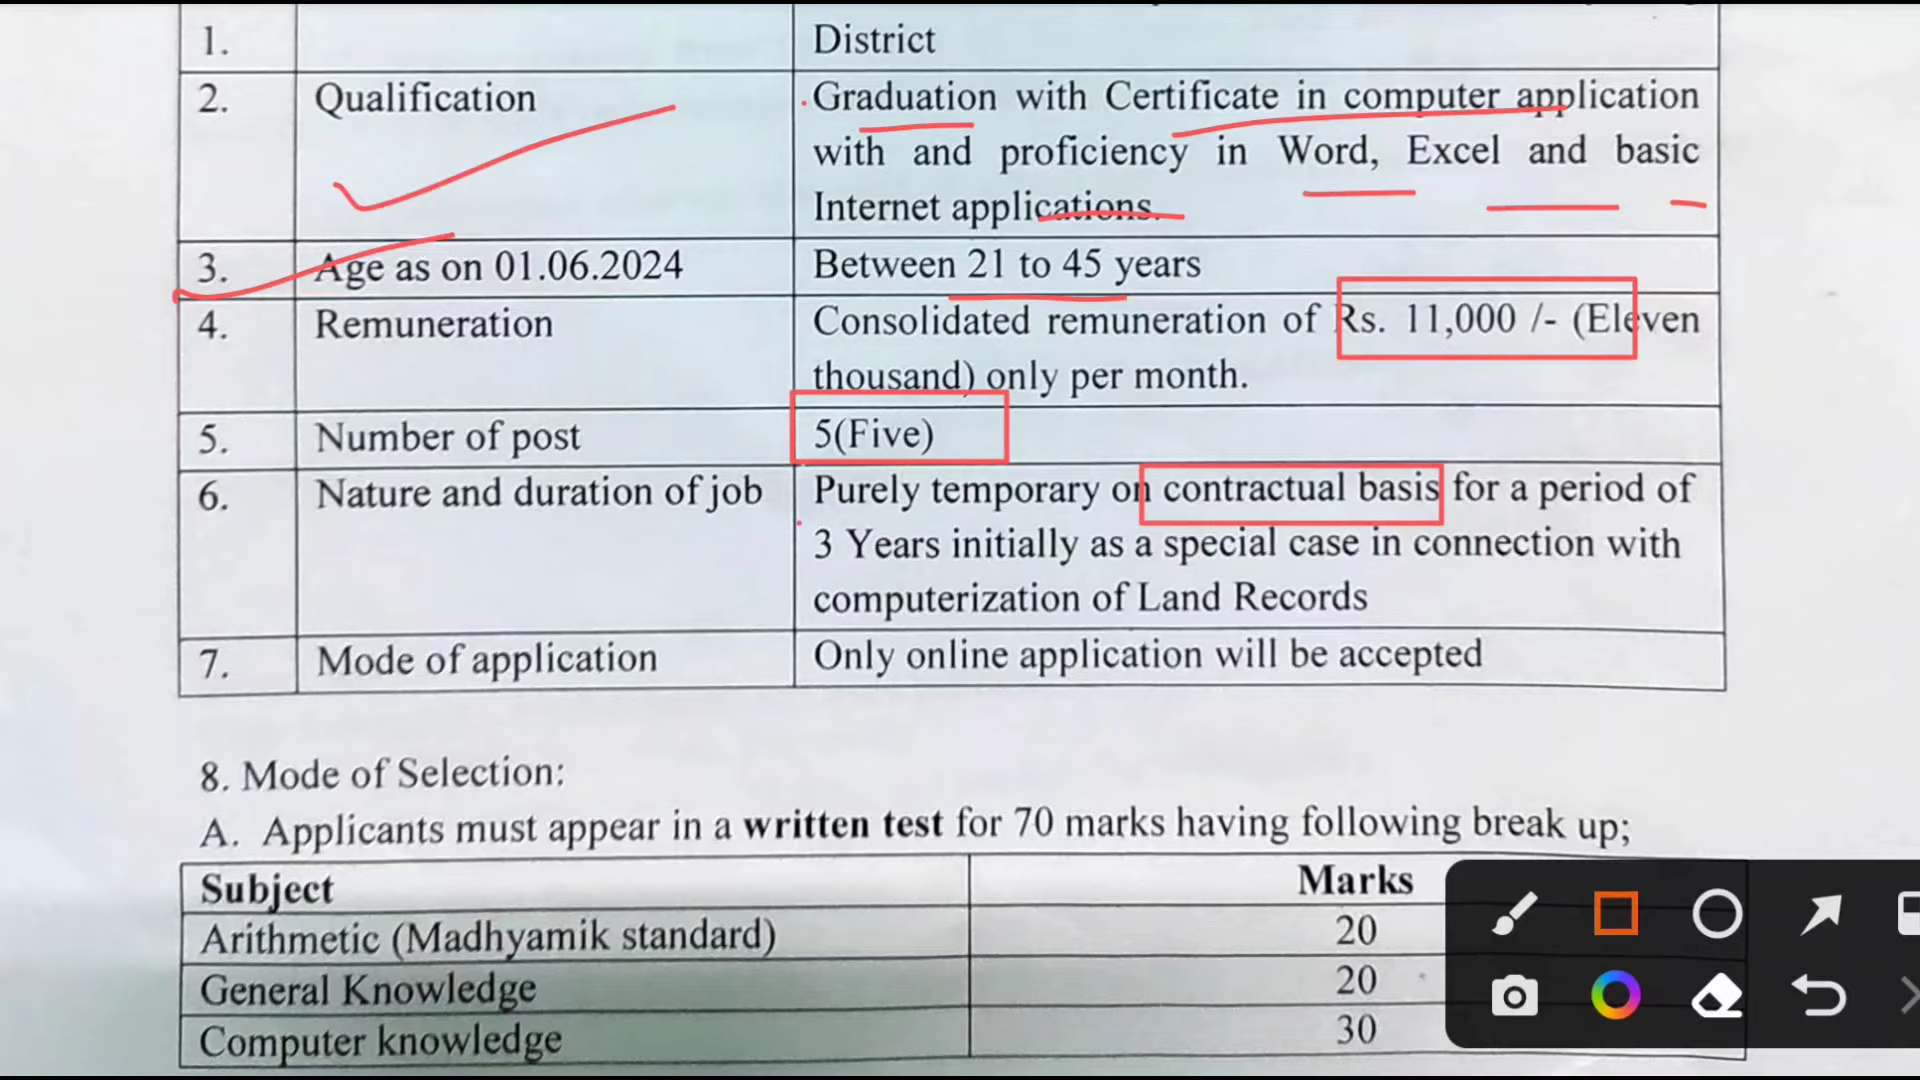 1.
District
2. Qualification
Graduation with Certificate in computer application
with and proficiency in Word, Excel and basic
Internet applications.
3. Age as on 01.06.2024 Between 21 to 45 years
4. Remuneration Consolidated remuneration of Rs. 11,000 /- (Eleven
thousand) only per month.
5. Number of post 5(Five)
6. Nature and duration of job Purely temporary on contractual basis for a period of
3 Years initially as a special case in connection with
computerization of Land Records
7. Mode of application Only online application will be accepted
8. Mode of Selection:
A. Applicants must appear in a written test for 70 marks having following break up;
Subject Marks
Arithmetic (Madhyamik standard) 20
General Knowledge 20
Computer knowledge 30